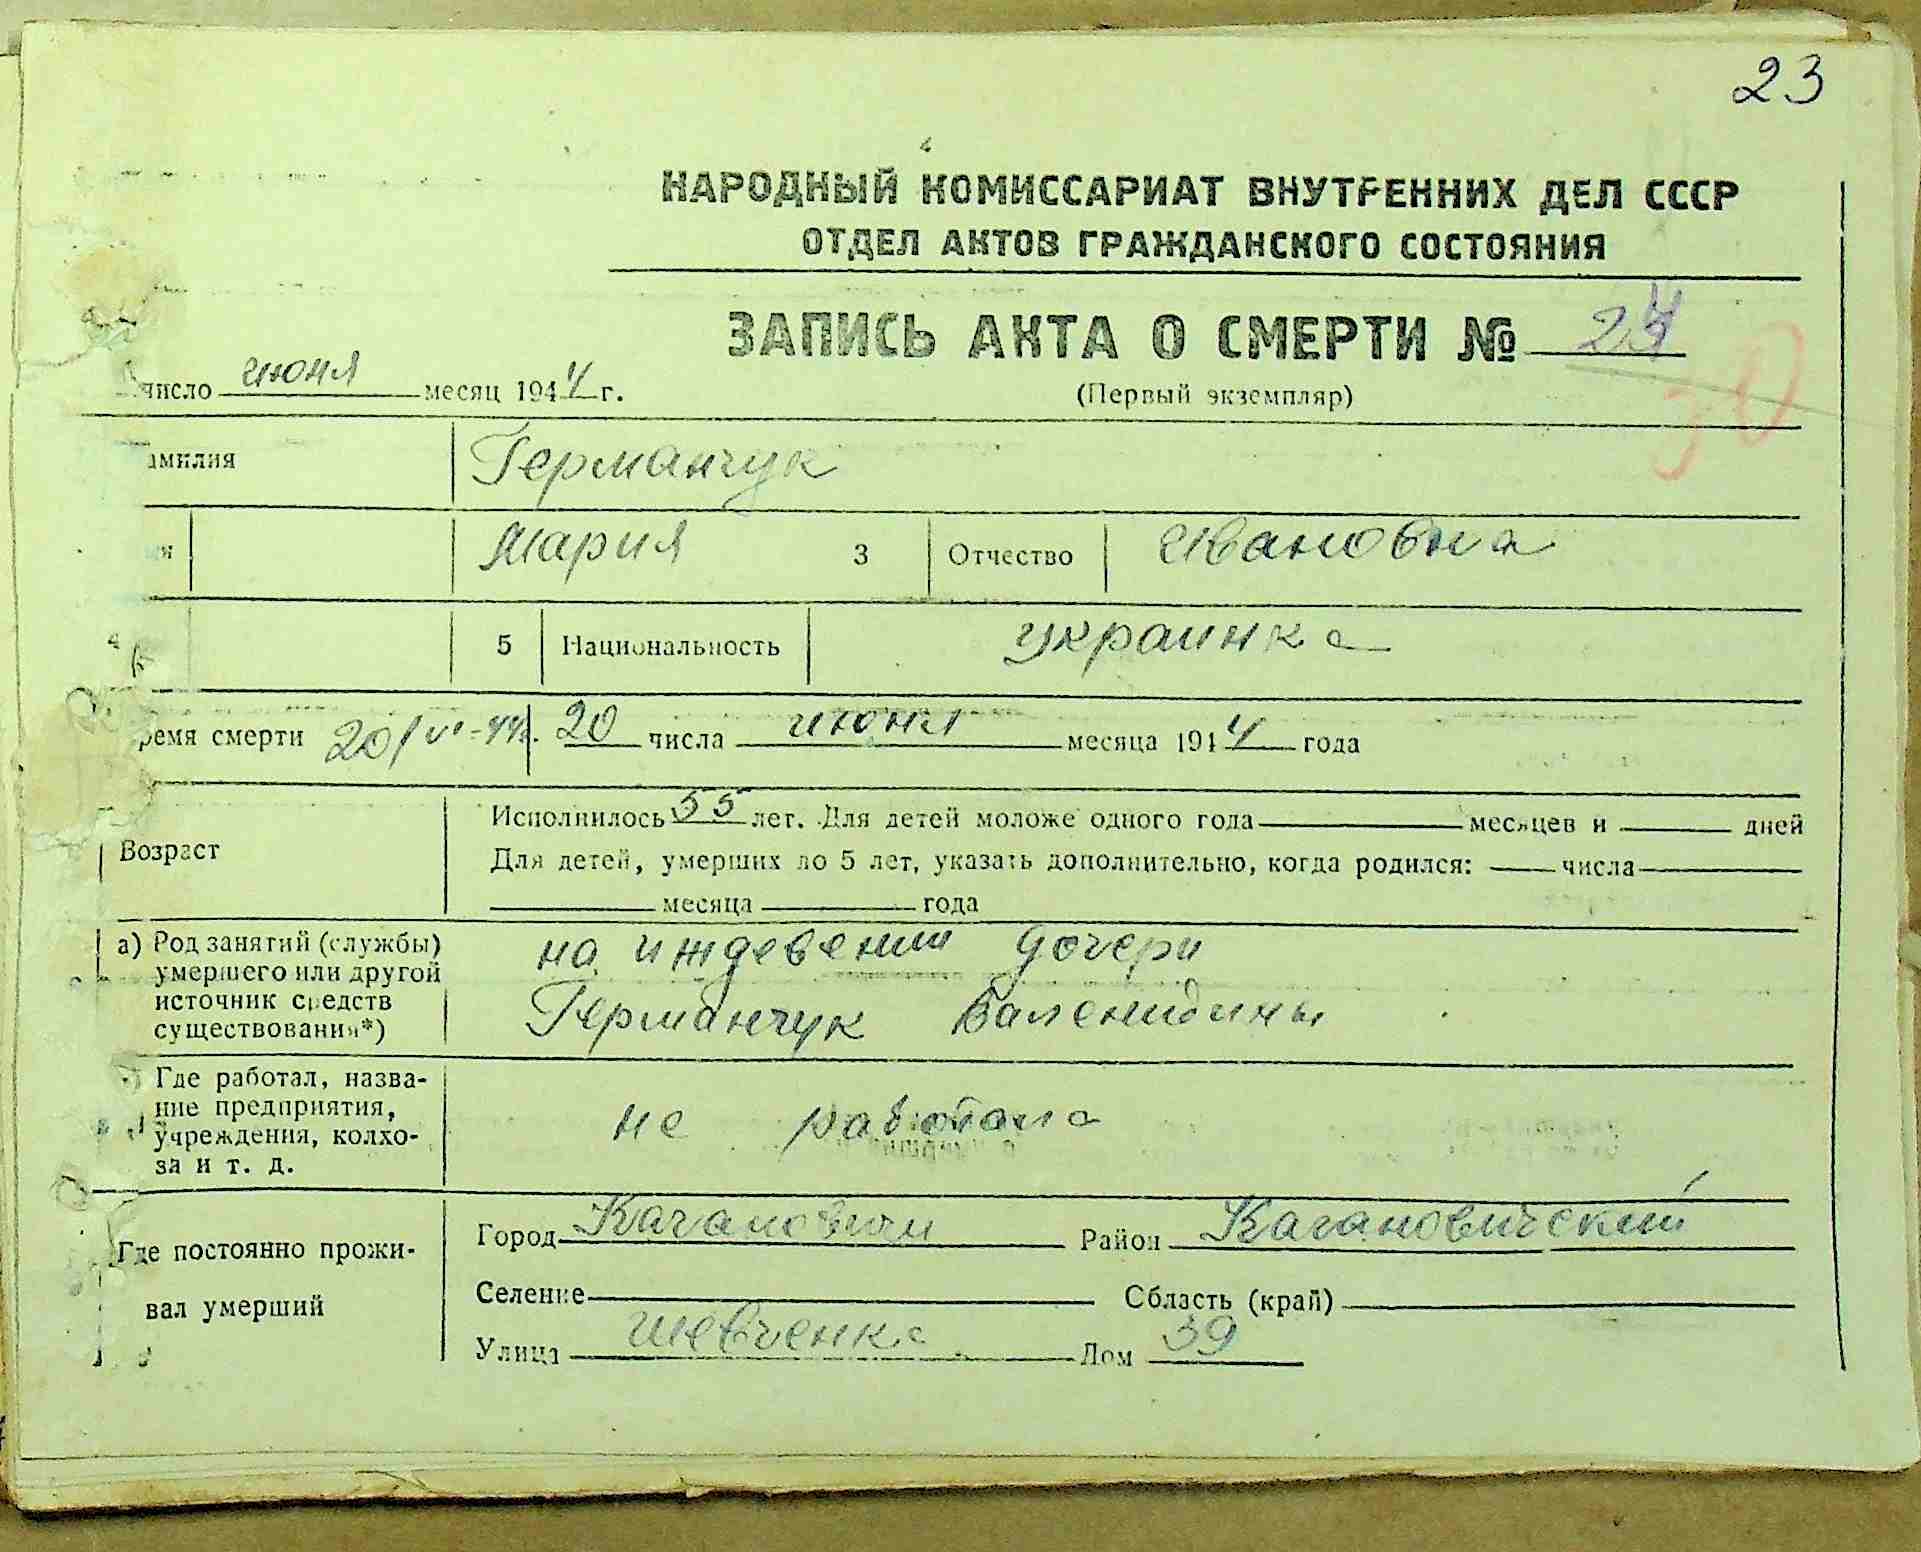 23
НАРОДНЫЙ КОМИССАРИАТ ВНУТРЕННИХ ДЕЛ СССР
ОТДЕЛ АКТОВ ГРАЖДАНСКОГО СОСТОЯНИЯ
ЗАПИСЬ АКТА О СМЕРТИ № 24
30
число июня месяц 1944 г.
(Первый экземпляр)
амилия Германчук
мя Мария 3 Отчество Ивановна
4 5 Национальность украинка
ремя смерти 20/VI-44г. 20 числа июня месяца 1944 года
Возраст
Исполнилось 55 лет. Для детей моложе одного года месяцев и дней
Для детей, умерших до 5 лет, указать дополнительно, когда родился: числа
месяца года
а) Род занятий (службы)
умершего или другой
источник средств
существования*)
на иждевении дочери
Германчук Валентины
Где работал, назва-
ние предприятия,
учреждения, колхо-
за и т. д.
не работала
Где постоянно прожи-
вал умерший
Город Район Кагановичский
Селение Область (край)
Улица Шевченка Дом 39